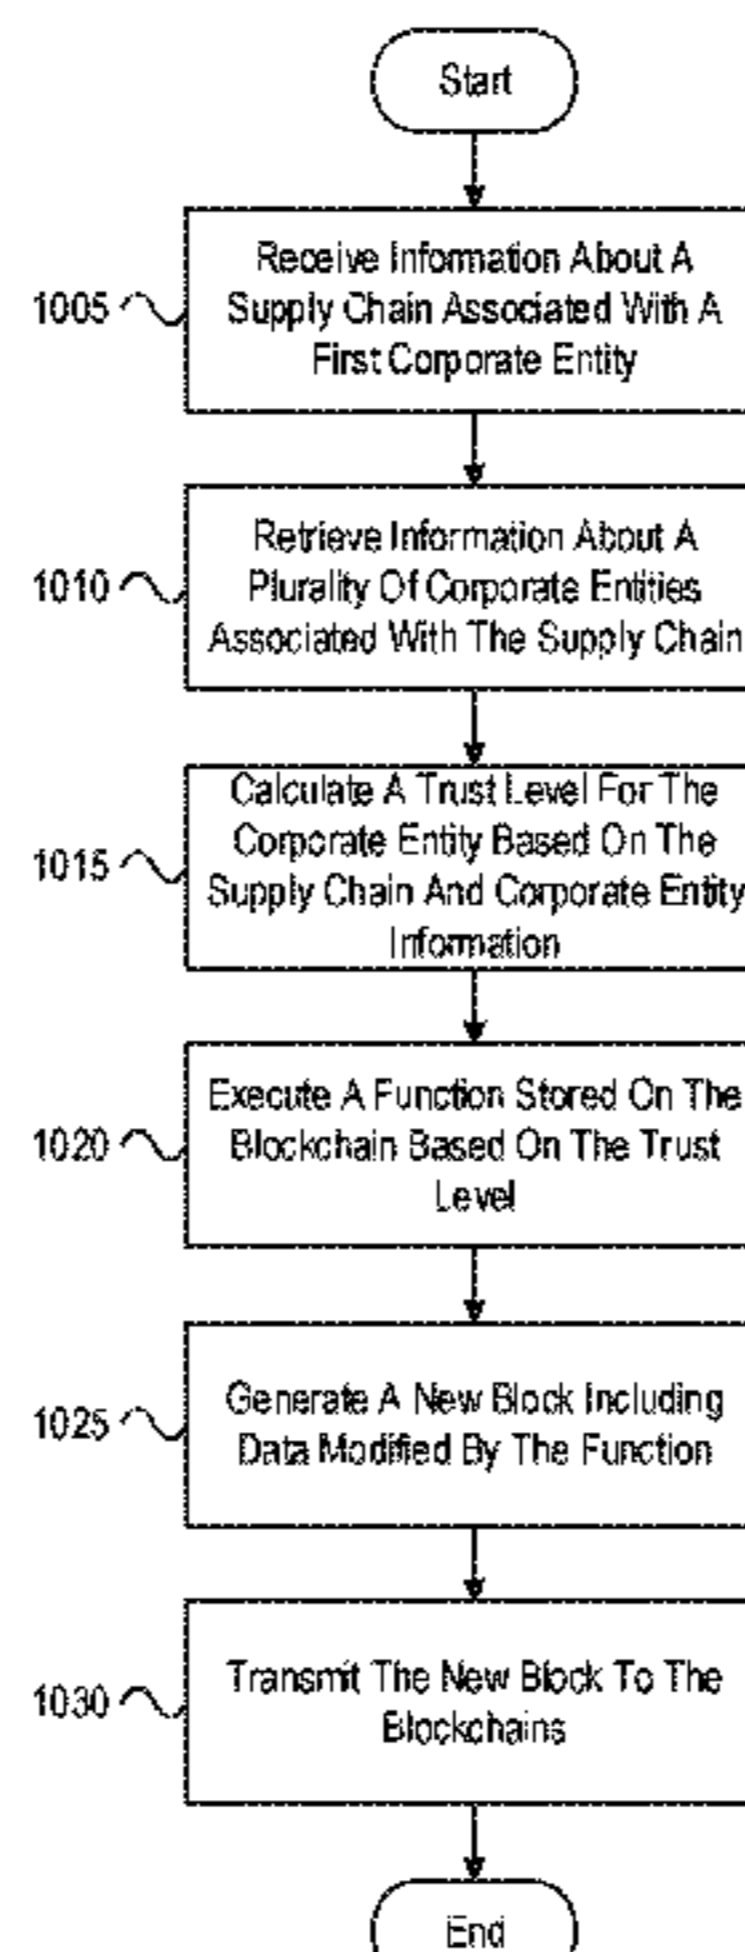 Start
Receive Information About A
Supply Chain Associated With A
First Corporate Entity
1005
Retrieve Information About A
Plurality Of Corporate Entities
Associated With The Supply Chain
1010
Calculate A Trust Level For The
Corporate Entity Based On The
Supply Chain And Corporate Entity
Information
1015
Execute A Function Stored On The
Blockchain Based On The Trust
Level
1020
Generate A New Block Including
Data Modified By The Function
1025
Transmit The New Block To The
Blockchains
1030
End